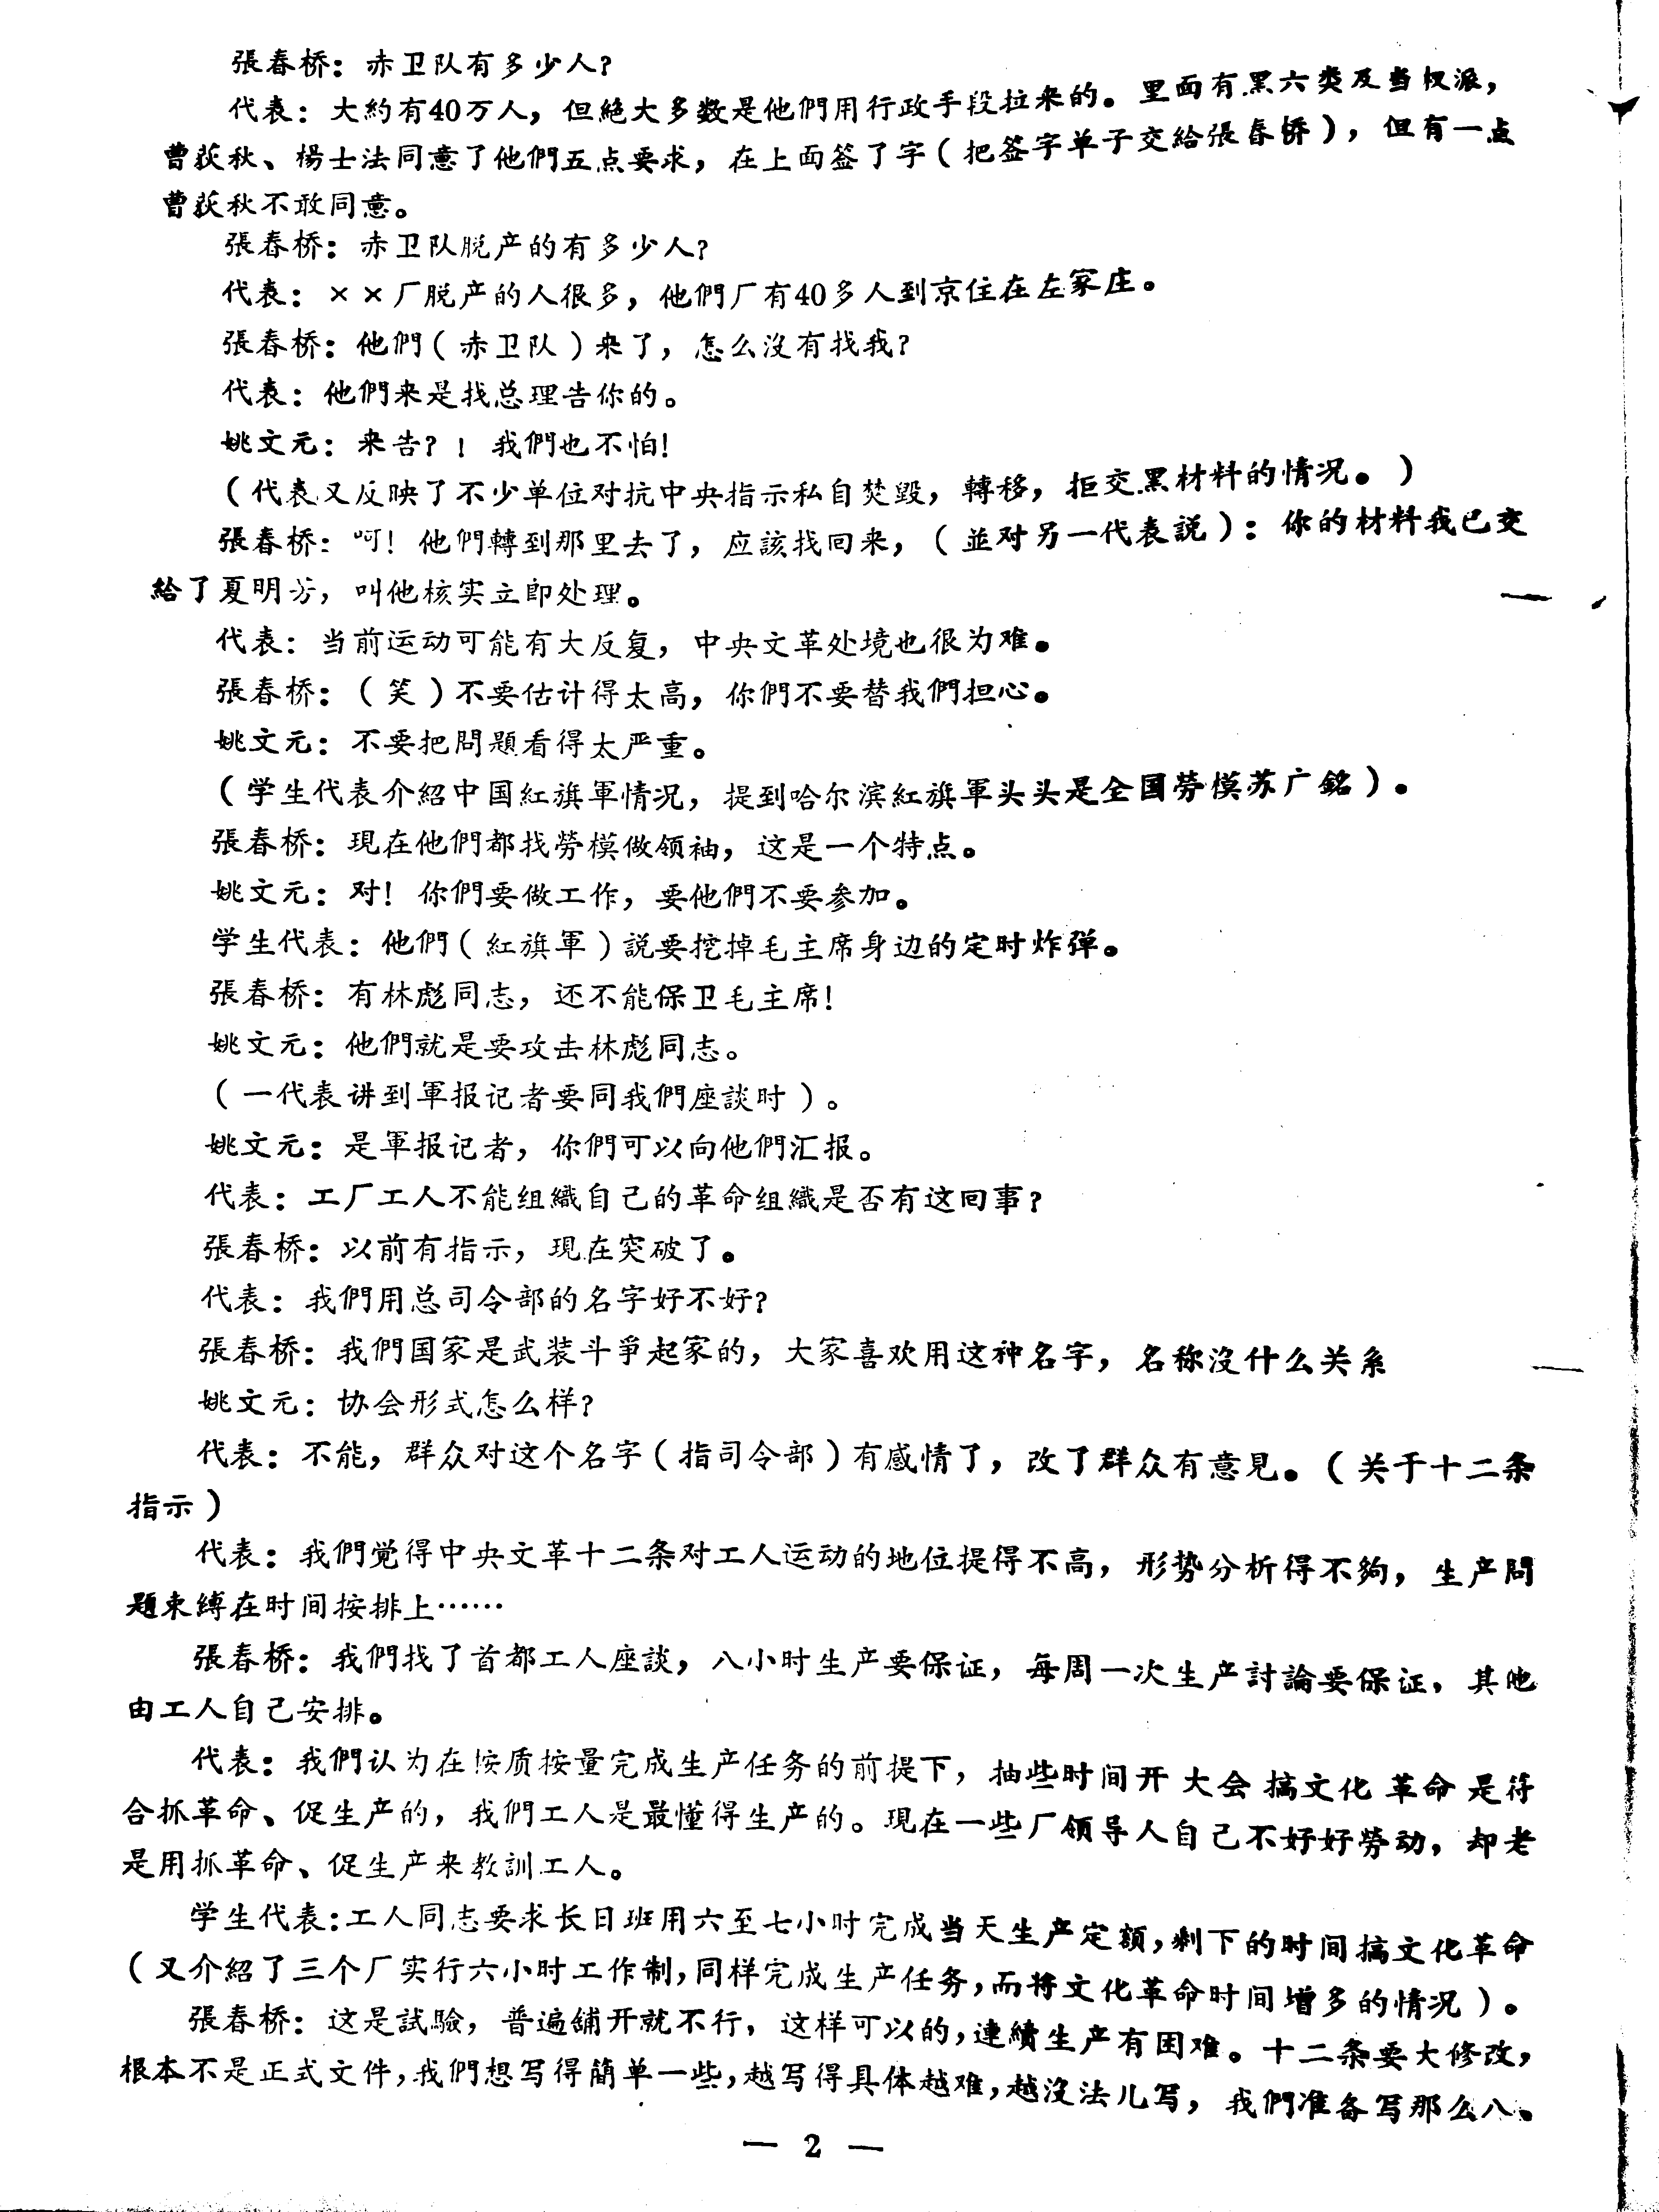 張春桥：赤卫队有多少人？
代表：大約有40万人，但絶大多数是他們用行政手段拉来的。里面有黑六类及当权派，
曹荻秋、楊士法同意了他們五点要求，在上面签了字（把签字单子交給張春桥），但有一点
曹荻秋不敢同意。
張春桥：赤卫队脱产的有多少人？
代表：××厂脱产的人很多，他們厂有40多人到京住在左家庄。
張春桥：他們（赤卫队）来了，怎么沒有找我？
代表：他們来是找总理告你的。
姚文元：来告？！我們也不怕！
（代表又反映了不少单位对抗中央指示私自焚毁，轉移，拒交黑材料的情况。）
張春桥：呵！他們轉到那里去了，应該找回来，（並对另一代表説）：你的材料我已交
給了夏明芳，叫他核实立即处理。
代表：当前运动可能有大反复，中央文革处境也很为难。
張春桥：（笑）不要估计得太高，你們不要替我們担心。
姚文元：不要把問題看得太严重。
（学生代表介紹中国紅旗軍情况，提到哈尔滨紅旗軍头头是全国劳模苏广銘）。
張春桥：現在他們都找勞模做领袖，这是一个特点。
姚文元：对！你們要做工作，要他們不要参加。
学生代表：他們（紅旗軍）説要挖掉毛主席身边的定时炸弹。
張春桥：有林彪同志，还不能保卫毛主席！
姚文元：他們就是要攻击林彪同志。
（一代表讲到軍报记者要同我們座談时）。
姚文元：是軍报记者，你們可以向他們汇报。
代表：工厂工人不能组織自己的革命组織是否有这回事？
張春桥：以前有指示，現在突破了。
代表：我們用总司令部的名字好不好？
張春桥：我們国家是武装斗爭起家的，大家喜欢用这种名字，名称沒什么关系
姚文元：协会形式怎么样？
代表：不能，群众对这个名字（指司令部）有感情了，改了群众有意見。（关于十二条
指示）
代表：我們觉得中央文革十二条对工人运动的地位提得不高，形势分析得不夠，生产問
題束縛在时间按排上……
張春桥：我們找了首都工人座談，八小时生产要保证，每周一次生产討論要保证，其他
由工人自己安排。
代表：我們认为在按质按量完成生产任务的前提下，抽些时间开大会搞文化革命是符
合抓革命、促生产的，我們工人是最懂得生产的。現在一些厂领导人自己不好好勞动，却老
是用抓革命、促生产来教訓工人。
学生代表：工人同志要求长日班用六至七小时完成当天生产定额，剩下的时间搞文化革命
（又介紹了三个厂实行六小时工作制，同样完成生产任务，而将文化革命时间增多的情况）。
張春桥：这是試驗，普遍舖开就不行，这样可以的，連續生产有困难。十二条要大修改，
根本不是正式文件，我們想写得簡单一些，越写得具体越难，越沒法儿写，我們准备写那么八、
— 2 —